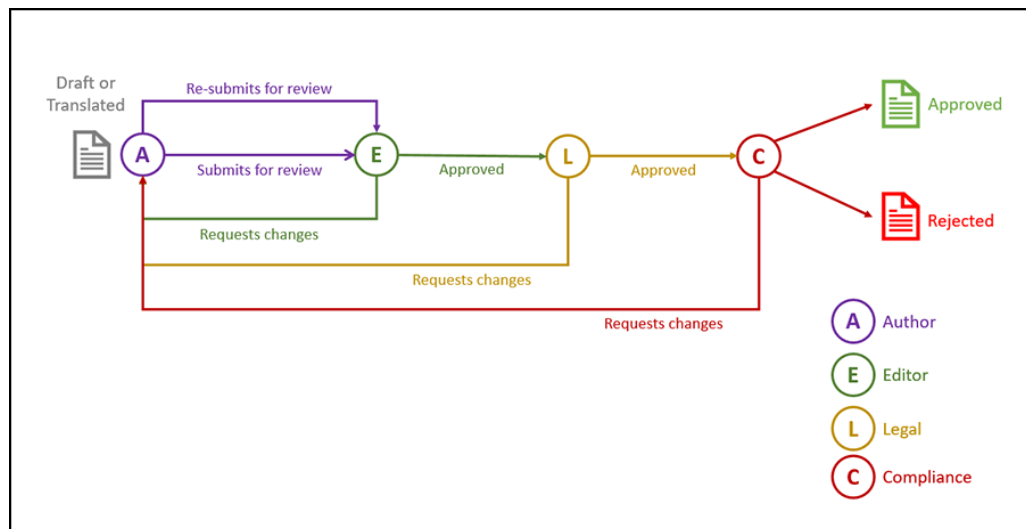 Draft or
Translated
Re-submits for review
A
Submits for review
E
Approved
L
Approved
C
Approved
Rejected
Requests changes
Requests changes
Requests changes
A Author
E Editor
L Legal
C Compliance